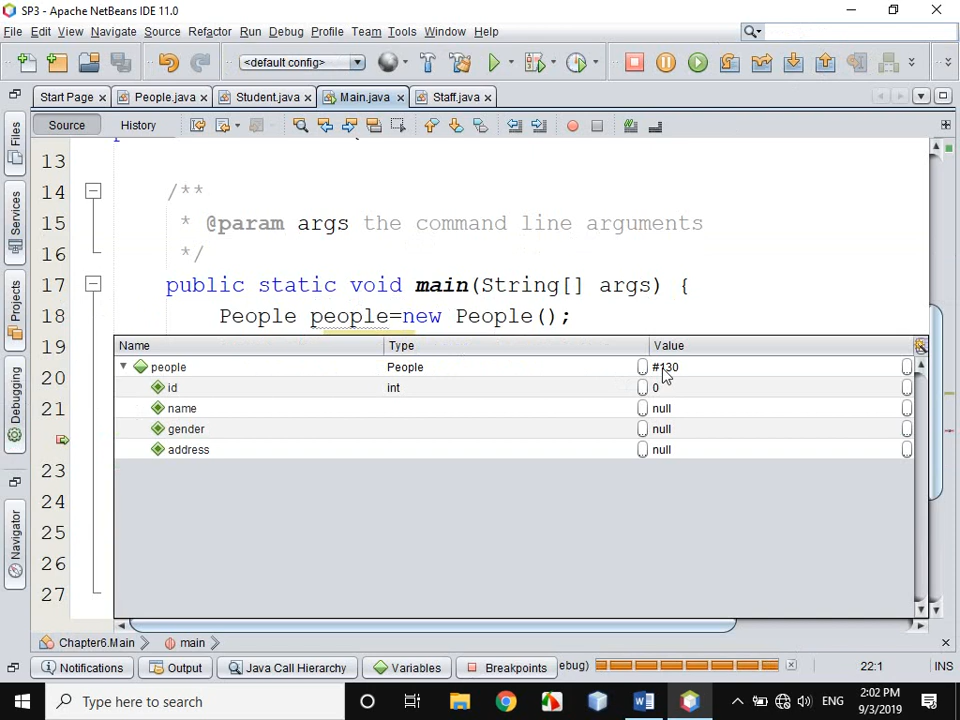 SP3 - Apache NetBeans IDE 11.0
File Edit View Navigate Source Refactor Run Debug Profile Team Tools Window Help
<default config>
Start Page People.java Student.java Main.java Staff.java
Source History
13
14 /**
15 * @param args the command line arguments
16 */
17 public static void main(String[] args) {
18 People people=new People();
19
20
21
23
24
25
26
27
Files
Services
Projects
Debugging
Navigator
Name Type Value
people People #130
id int 0
name null
gender null
address null
Chapter6.Main main
Notifications Output Java Call Hierarchy Variables Breakpoints ebug) 22:1 INS
Type here to search
ENG
2:02 PM
9/3/2019